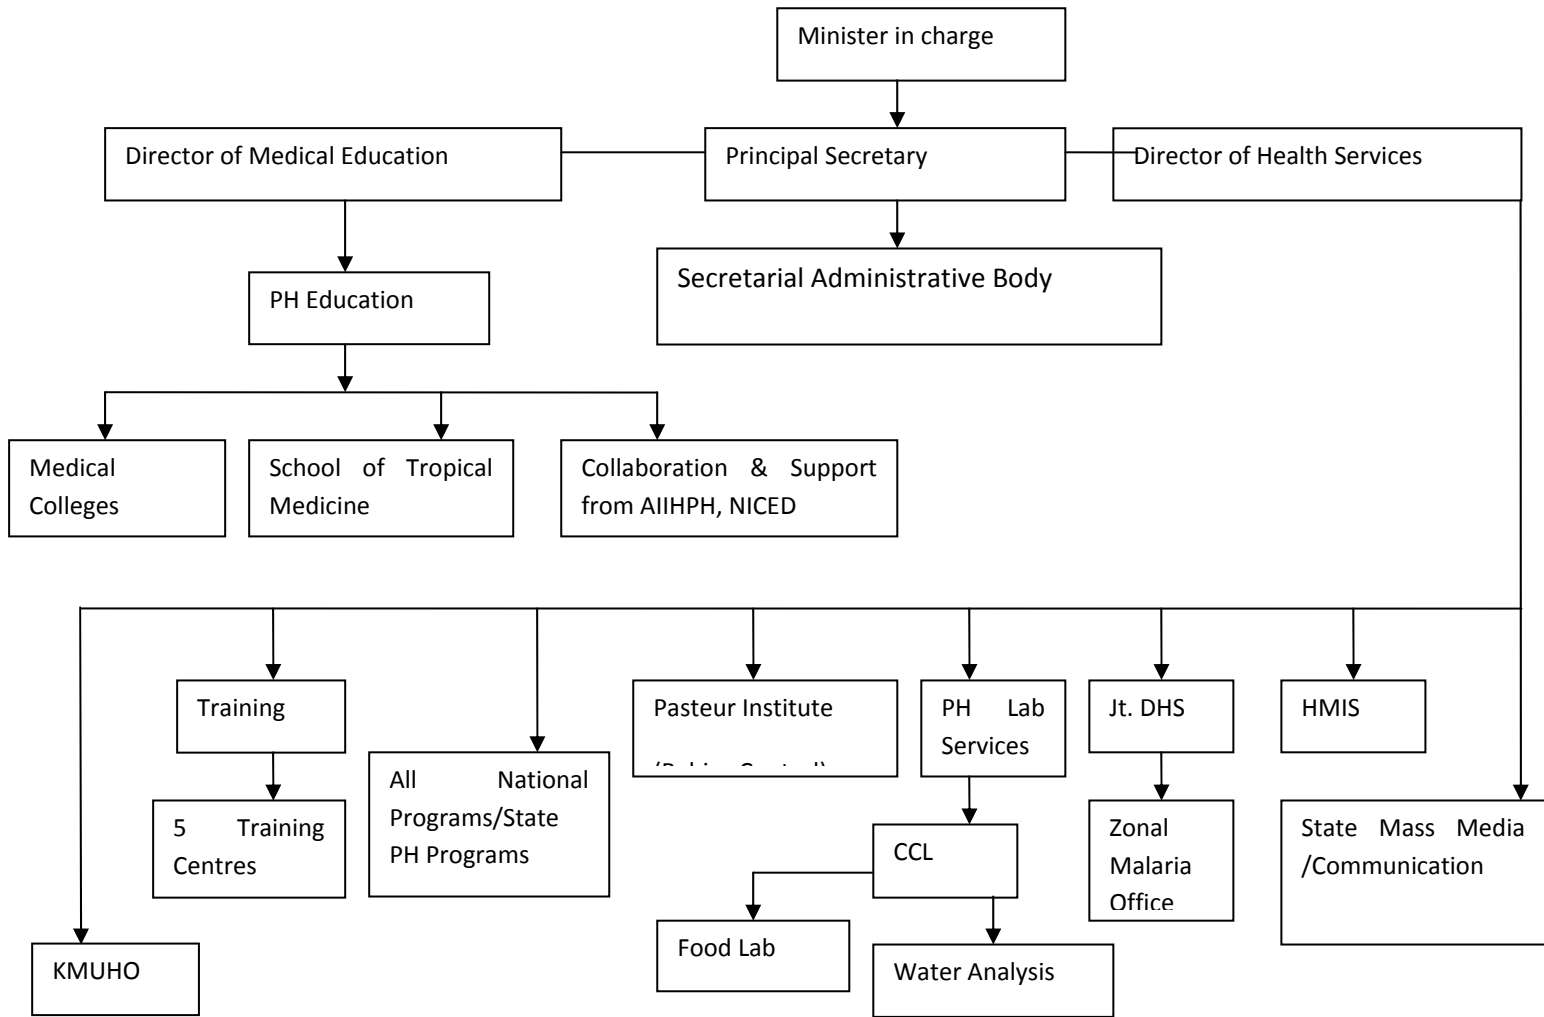 Minister in charge
Director of Medical Education
Principal Secretary
Director of Health Services
Secretarial Administrative Body
PH Education
Medical
Colleges
School of Tropical
Medicine
Collaboration & Support
from AIIHPH, NICED
Training
Pasteur Institute
PH Lab
Services
Jt. DHS
HMIS
All National
Programs/State
PH Programs
5 Training
Centres
CCL
Zonal
Malaria
Office
State Mass Media
/Communication
Food Lab
Water Analysis
KMUHO